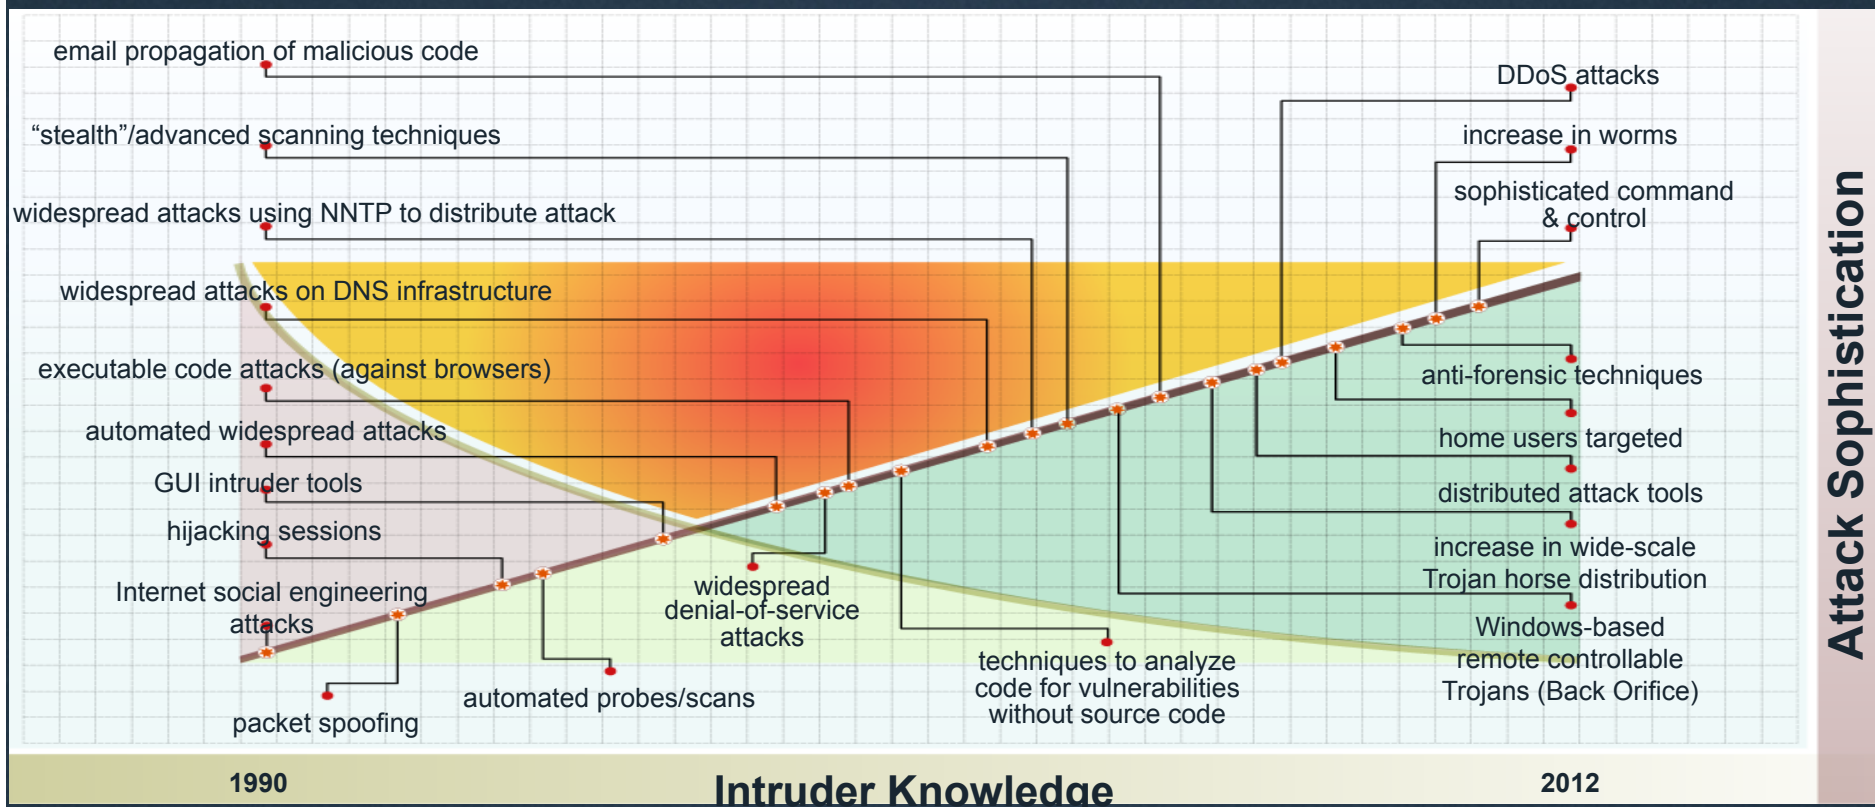 email propagation of malicious code
“stealth”/advanced scanning techniques
widespread attacks using NNTP to distribute attack
widespread attacks on DNS infrastructure
executable code attacks (against browsers)
automated widespread attacks
GUI intruder tools
hijacking sessions
Internet social engineering
attacks
packet spoofing
automated probes/scans
widespread
denial-of-service
attacks
techniques to analyze
code for vulnerabilities
without source code
DDoS attacks
increase in worms
sophisticated command
& control
anti-forensic techniques
home users targeted
distributed attack tools
increase in wide-scale
Trojan horse distribution
Windows-based
remote controllable
Trojans (Back Orifice)
Attack Sophistication
1990
Intruder Knowledge
2012